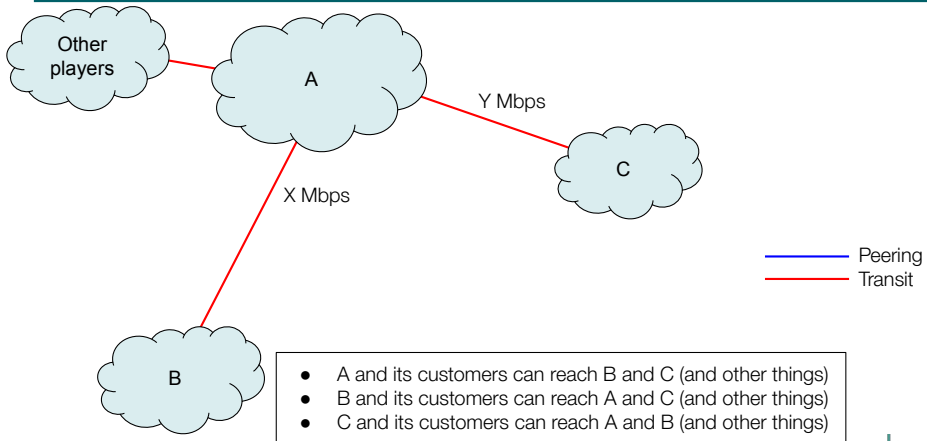 Other
players
A
Y Mbps
C
X Mbps
Peering
Transit
B
● A and its customers can reach B and C (and other things)
● B and its customers can reach A and C (and other things)
● C and its customers can reach A and B (and other things)